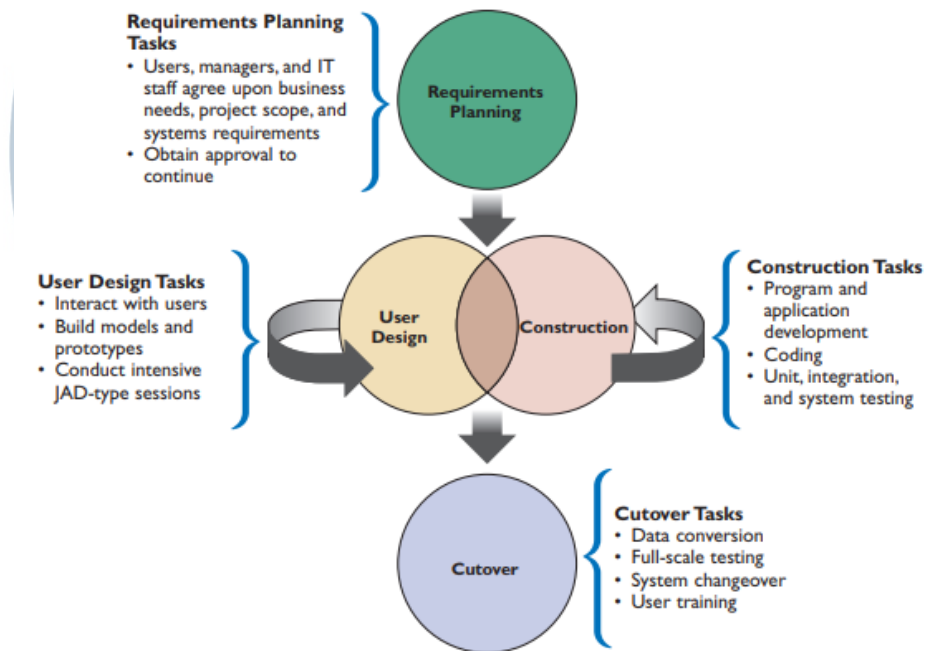 Requirements Planning
Tasks
• Users, managers, and IT
staff agree upon business
needs, project scope, and
systems requirements
• Obtain approval to
continue
Requirements
Planning
User Design Tasks
• Interact with users
• Build models and
prototypes
• Conduct intensive
JAD-type sessions
User
Design
Construction
Construction Tasks
• Program and
application
development
• Coding
• Unit, integration,
and system testing
Cutover
Cutover Tasks
• Data conversion
• Full-scale testing
• System changeover
• User training